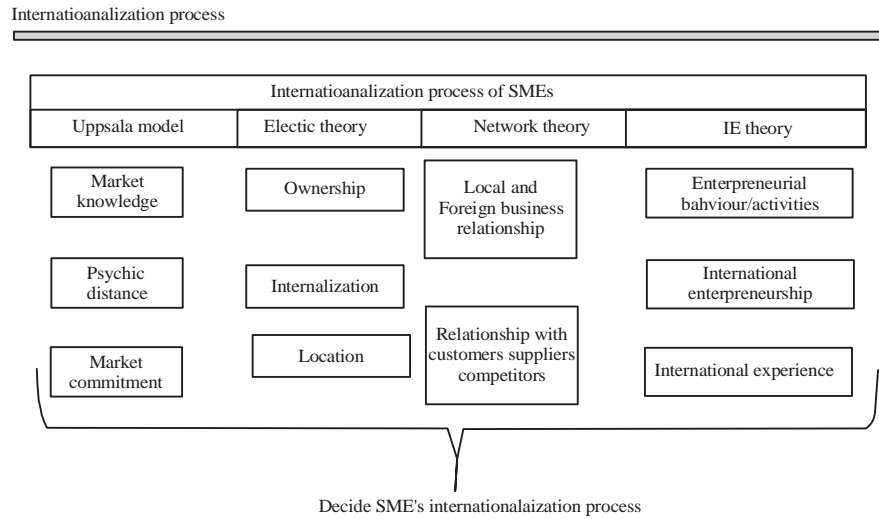 Internatioanalization process
Internatioanalization process of SMEs
Uppsala model
Electic theory
Network theory
IE theory
Market
knowledge
Psychic
distance
Market
commitment
Ownership
Internalization
Location
Local and
Foreign business
relationship
Relationship with
customers suppliers
competitors
Enterpreneurial
bahviour/activities
International
enterpreneurship
International experience
Decide SME's internationalaization process